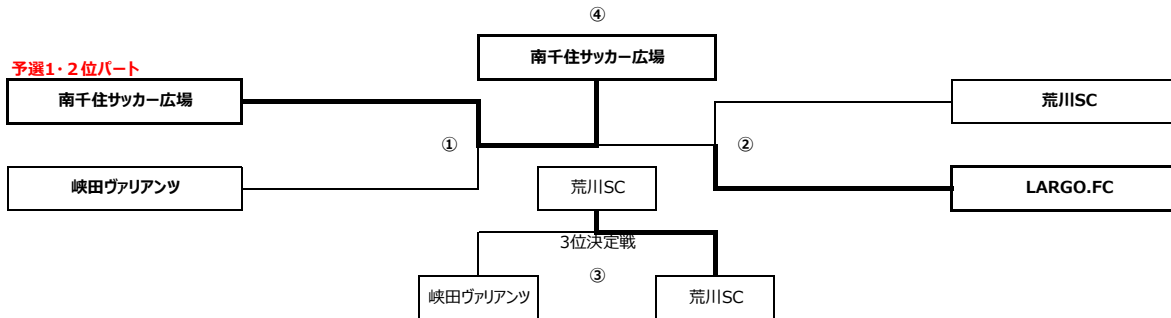 ④
南千住サッカー広場
予選1・2位パート
南千住サッカー広場
荒川SC
①
②
峡田ヴァリアンツ
荒川SC
LARGO.FC
3位決定戦
③
峡田ヴァリアンツ
荒川SC